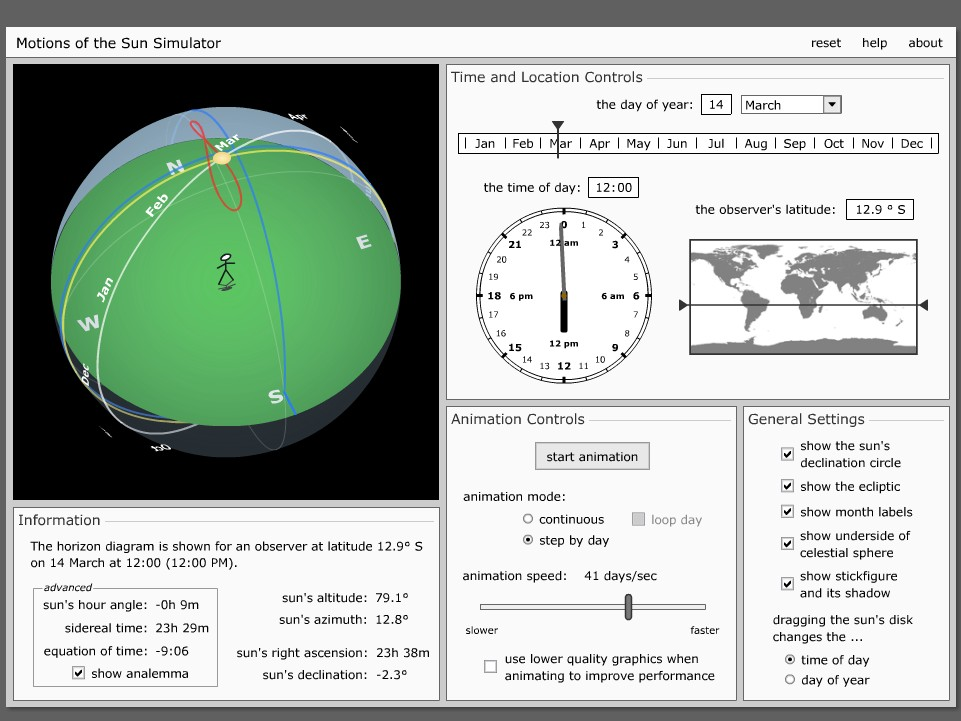 Motions of the Sun Simulator
reset help about
Apr
Mar
N
Feb
E
Jan
W
Dec
S
Time and Location Controls
the day of year: 14 March
Jan Feb Mar Apr May Jun Jul Aug Sep Oct Nov Dec
the time of day: 12:00
0 1 2 3 4 5 6 7 8 9 10 11 12 13 14 15 16 17 18 19 20 21 22 23
12 am
6 pm 6 am
12 pm
the observer's latitude: 12.9 ° S
Information
The horizon diagram is shown for an observer at latitude 12.9° S
on 14 March at 12:00 (12:00 PM).
advanced
sun's hour angle: -0h 9m
sidereal time: 23h 29m
equation of time: -9:06
show analemma
sun's altitude: 79.1°
sun's azimuth: 12.8°
sun's right ascension: 23h 38m
sun's declination: -2.3°
Animation Controls
start animation
animation mode:
continuous loop day
step by day
animation speed: 41 days/sec
slower faster
use lower quality graphics when
animating to improve performance
General Settings
show the sun's
declination circle
show the ecliptic
show month labels
show underside of
celestial sphere
show stickfigure
and its shadow
dragging the sun's disk
changes the ...
time of day
day of year